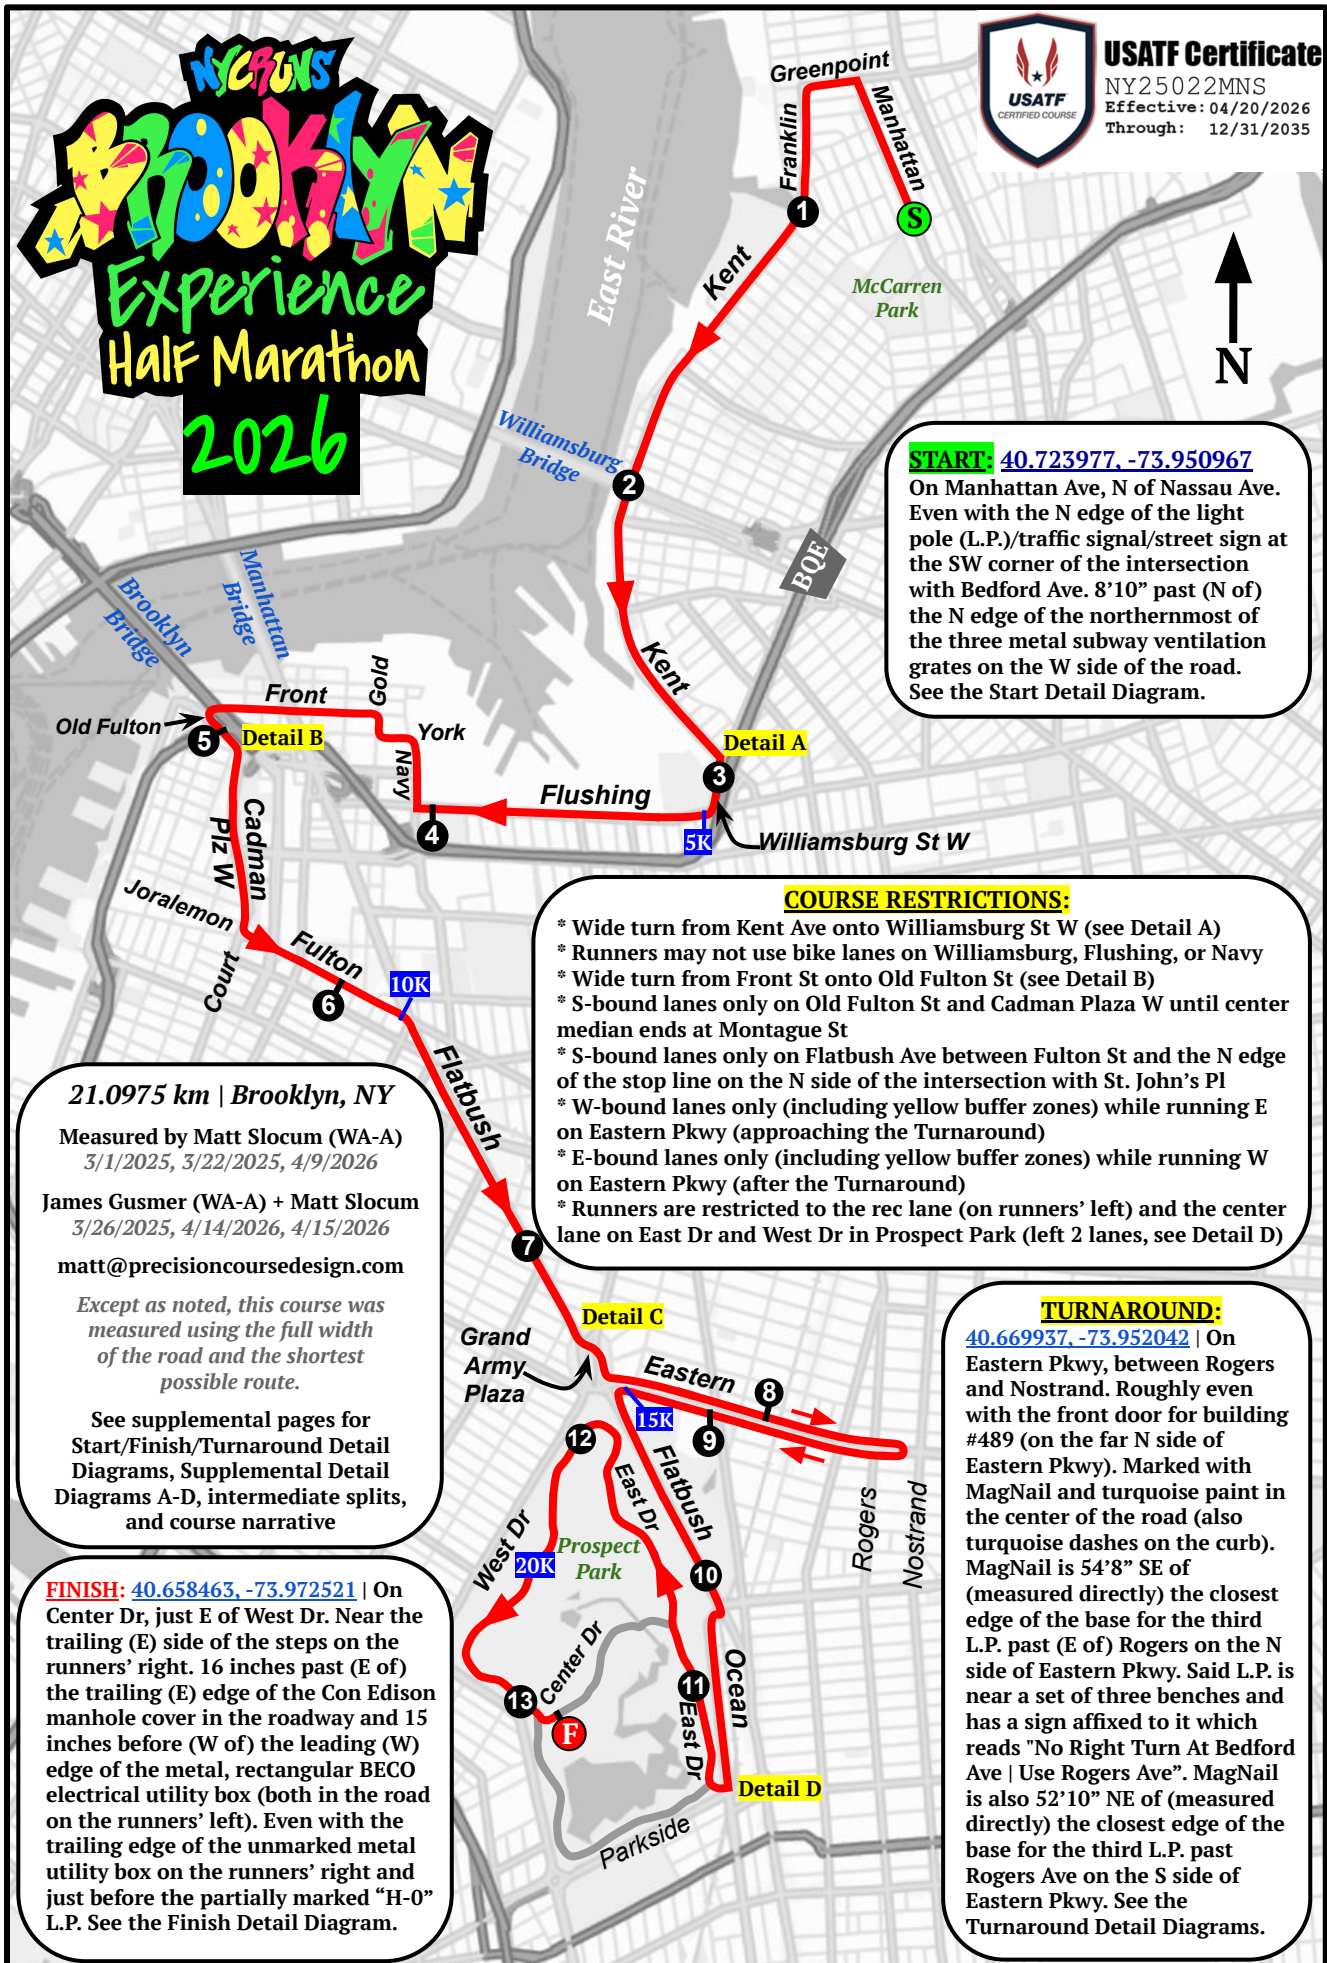 NYCRUNS
BROOKLYN
Experience
Half Marathon
2026
USATF
CERTIFIED COURSE
USATF Certificate
NY25022MNS
Effective: 04/20/2026
Through: 12/31/2035
Greenpoint
Franklin
Manhattan
S
1
Kent
McCarren
Park
East River
N
Williamsburg
Bridge
2
BQE
START: 40.723977, -73.950967
On Manhattan Ave, N of Nassau Ave.
Even with the N edge of the light
pole (L.P.)/traffic signal/street sign at
the SW corner of the intersection
with Bedford Ave. 8’10” past (N of)
the N edge of the northernmost of
the three metal subway ventilation
grates on the W side of the road.
See the Start Detail Diagram.
Manhattan
Bridge
Brooklyn
Bridge
Kent
Gold
Front
Old Fulton
5
Detail B
York
Navy
Detail A
3
Flushing
4
5K
Williamsburg St W
Cadman
Plz W
Joralemon
Court
Fulton
6
10K
Flatbush
COURSE RESTRICTIONS:
* Wide turn from Kent Ave onto Williamsburg St W (see Detail A)
* Runners may not use bike lanes on Williamsburg, Flushing, or Navy
* Wide turn from Front St onto Old Fulton St (see Detail B)
* S-bound lanes only on Old Fulton St and Cadman Plaza W until center
median ends at Montague St
* S-bound lanes only on Flatbush Ave between Fulton St and the N edge
of the stop line on the N side of the intersection with St. John’s Pl
* W-bound lanes only (including yellow buffer zones) while running E
on Eastern Pkwy (approaching the Turnaround)
* E-bound lanes only (including yellow buffer zones) while running W
on Eastern Pkwy (after the Turnaround)
* Runners are restricted to the rec lane (on runners’ left) and the center
lane on East Dr and West Dr in Prospect Park (left 2 lanes, see Detail D)
21.0975 km | Brooklyn, NY
Measured by Matt Slocum (WA-A)
3/1/2025, 3/22/2025, 4/9/2026
James Gusmer (WA-A) + Matt Slocum
3/26/2025, 4/14/2026, 4/15/2026
matt@precisioncoursedesign.com
Except as noted, this course was
measured using the full width
of the road and the shortest
possible route.
See supplemental pages for
Start/Finish/Turnaround Detail
Diagrams, Supplemental Detail
Diagrams A-D, intermediate splits,
and course narrative
7
Detail C
Grand
Army
Plaza
Eastern
8
9
15K
12
Flatbush
East Dr
West Dr
20K
Prospect
Park
10
Rogers
Nostrand
Ocean
11
East Dr
Center Dr
13
F
Detail D
Parkside
TURNAROUND:
40.669937, -73.952042 | On
Eastern Pkwy, between Rogers
and Nostrand. Roughly even
with the front door for building
#489 (on the far N side of
Eastern Pkwy). Marked with
MagNail and turquoise paint in
the center of the road (also
turquoise dashes on the curb).
MagNail is 54’8” SE of
(measured directly) the closest
edge of the base for the third
L.P. past (E of) Rogers on the N
side of Eastern Pkwy. Said L.P. is
near a set of three benches and
has a sign affixed to it which
reads "No Right Turn At Bedford
Ave | Use Rogers Ave”. MagNail
is also 52’10” NE of (measured
directly) the closest edge of the
base for the third L.P. past
Rogers Ave on the S side of
Eastern Pkwy. See the
Turnaround Detail Diagrams.
FINISH: 40.658463, -73.972521 | On
Center Dr, just E of West Dr. Near the
trailing (E) side of the steps on the
runners’ right. 16 inches past (E of)
the trailing (E) edge of the Con Edison
manhole cover in the roadway and 15
inches before (W of) the leading (W)
edge of the metal, rectangular BECO
electrical utility box (both in the road
on the runners’ left). Even with the
trailing edge of the unmarked metal
utility box on the runners’ right and
just before the partially marked “H-0”
L.P. See the Finish Detail Diagram.